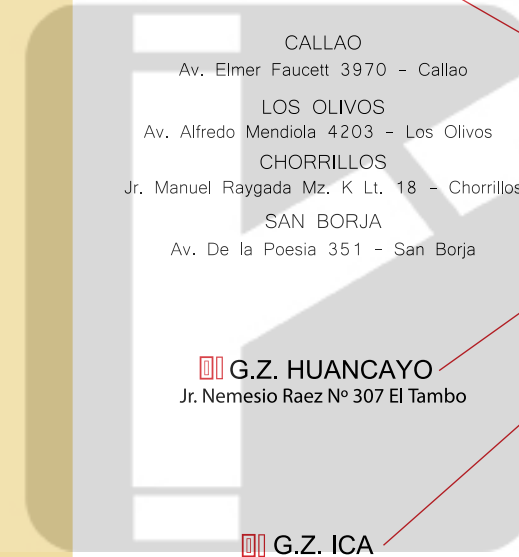 CALLAO
Av. Elmer Faucett 3970 - Callao
LOS OLIVOS
Av. Alfredo Mendiola 4203 - Los Olivos
CHORRILLOS
Jr. Manuel Raygada Mz. K Lt. 18 - Chorrillos
SAN BORJA
Av. De la Poesia 351 - San Borja
G.Z. HUANCAYO
Jr. Nemesio Raez Nº 307 El Tambo
G.Z. ICA